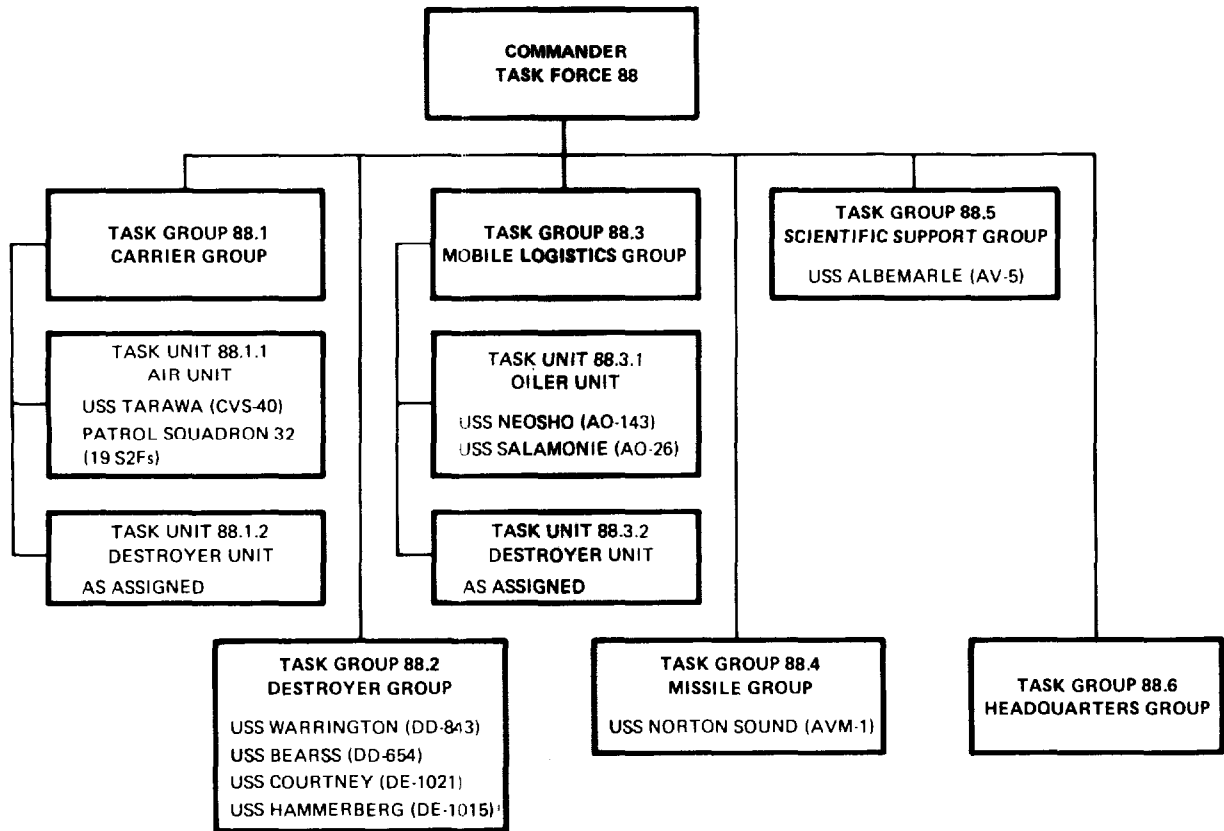 COMMANDER
TASK FORCE 88
TASK GROUP 88.1
CARRIER GROUP
TASK GROUP 88.3
MOBILE LOGISTICS GROUP
TASK GROUP 88.5
SCIENTIFIC SUPPORT GROUP
USS ALBEMARLE (AV-5)
TASK UNIT 88.1.1
AIR UNIT
USS TARAWA (CVS-40)
PATROL SQUADRON 32
(19 S2Fs)
TASK UNIT 88.3.1
OILER UNIT
USS NEOSHO (AO-143)
USS SALAMONIE (AO-26)
TASK UNIT 88.1.2
DESTROYER UNIT
AS ASSIGNED
TASK UNIT 88.3.2
DESTROYER UNIT
AS ASSIGNED
TASK GROUP 88.2
DESTROYER GROUP
USS WARRINGTON (DD-843)
USS BEARSS (DD-654)
USS COURTNEY (DE-1021)
USS HAMMERBERG (DE-1015)
TASK GROUP 88.4
MISSILE GROUP
USS NORTON SOUND (AVM-1)
TASK GROUP 88.6
HEADQUARTERS GROUP